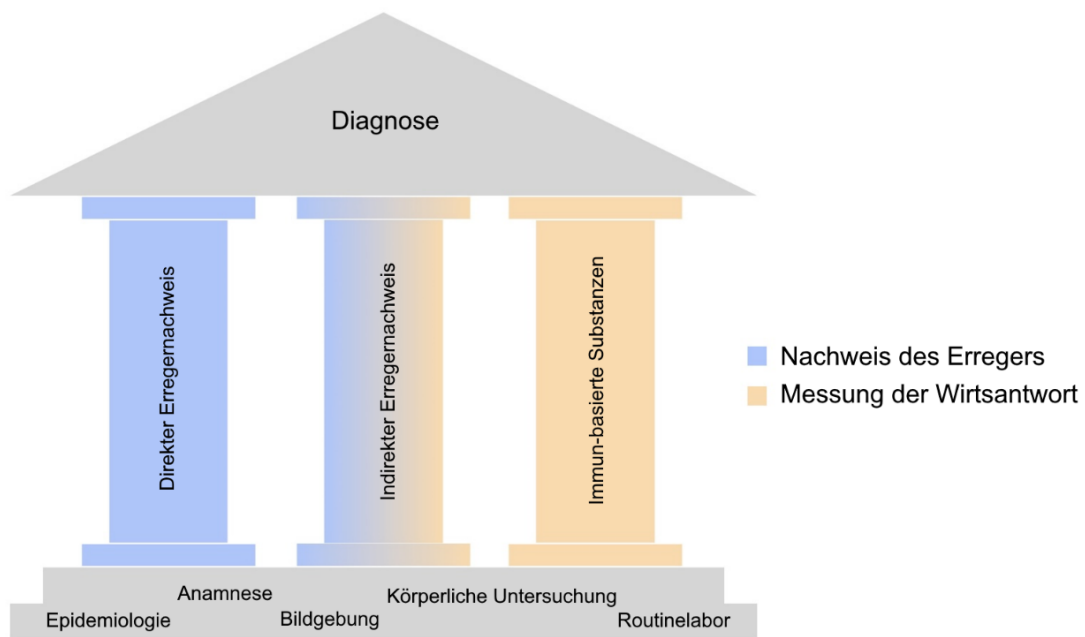 Diagnose
Direkter Erregernachweis
Indirekter Erregernachweis
Immun-basierte Substanzen
Nachweis des Erregers
Messung der Wirtsantwort
Anamnese
Körperliche Untersuchung
Epidemiologie
Bildgebung
Routinelabor